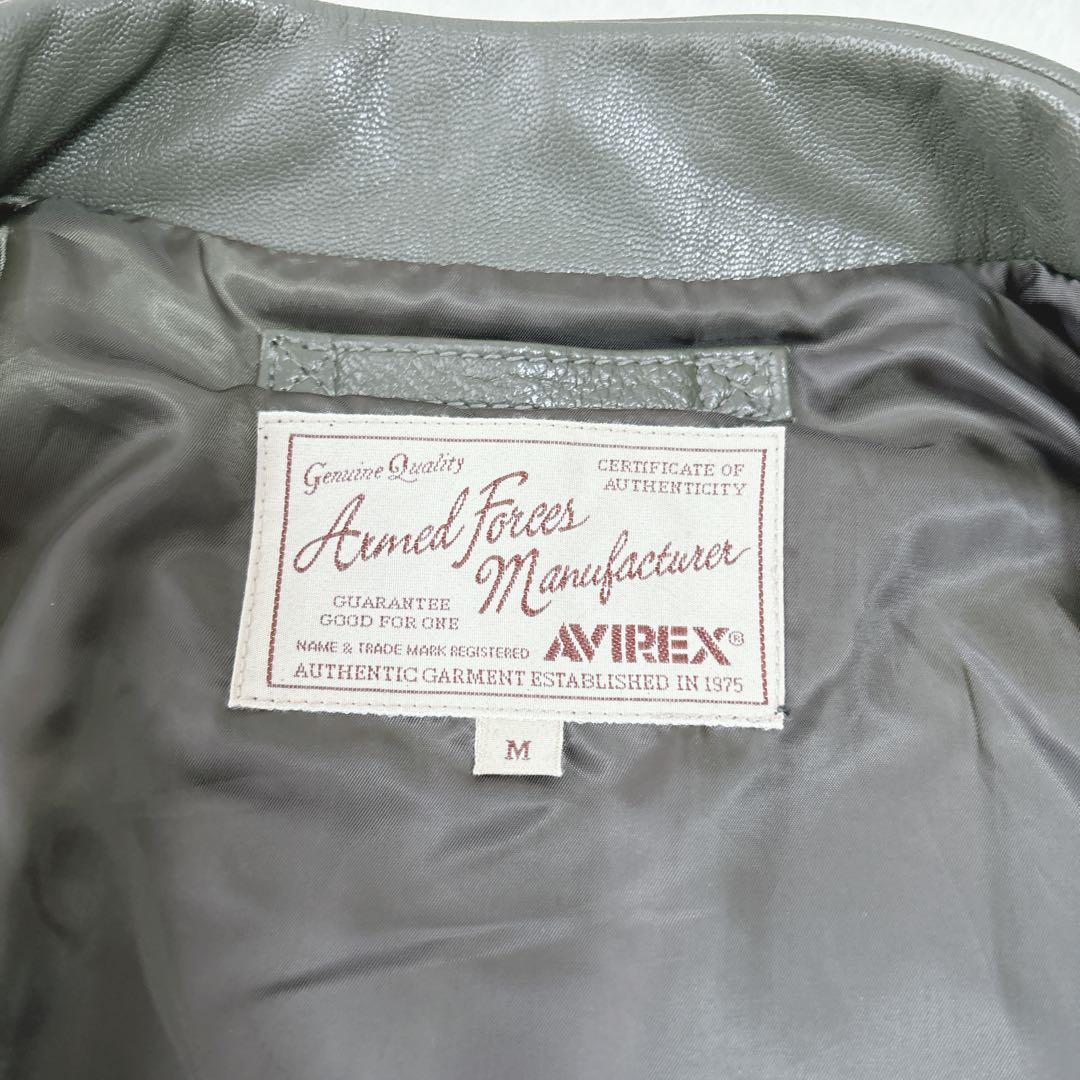 Genuine Quality
CERTIFICATE OF
AUTHENTICITY
Armed Forces
Manufacturer
GUARANTEE
GOOD FOR ONE
NAME & TRADE MARK REGISTERED
AVIREX®
AUTHENTIC GARMENT ESTABLISHED IN 1975
M